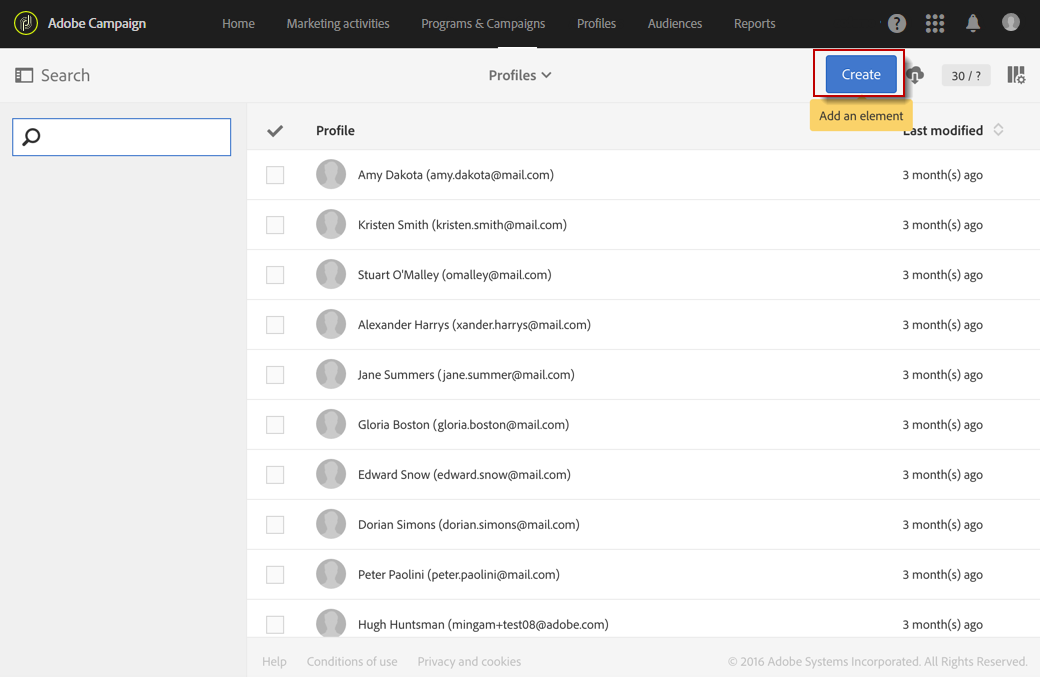 Adobe Campaign Home Marketing activities Programs & Campaigns Profiles Audiences Reports ?
Search Profiles Create 30 / ?
Add an element
Profile Last modified
Amy Dakota (amy.dakota@mail.com) 3 month(s) ago
Kristen Smith (kristen.smith@mail.com) 3 month(s) ago
Stuart O'Malley (omalley@mail.com) 3 month(s) ago
Alexander Harrys (xander.harrys@mail.com) 3 month(s) ago
Jane Summers (jane.summer@mail.com) 3 month(s) ago
Gloria Boston (gloria.boston@mail.com) 3 month(s) ago
Edward Snow (edward.snow@mail.com) 3 month(s) ago
Dorian Simons (dorian.simons@mail.com) 3 month(s) ago
Peter Paolini (peter.paolini@mail.com) 3 month(s) ago
Hugh Huntsman (mingam+test08@adobe.com) 3 month(s) ago
Help Conditions of use Privacy and cookies © 2016 Adobe Systems Incorporated. All Rights Reserved.